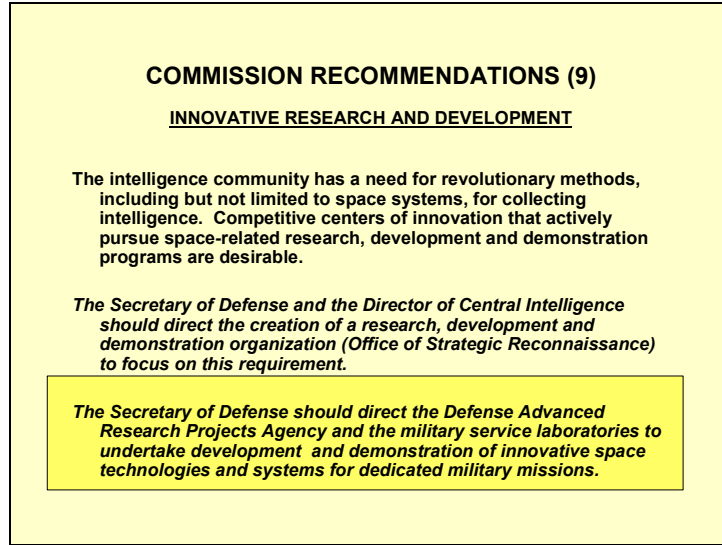 COMMISSION RECOMMENDATIONS (9)
INNOVATIVE RESEARCH AND DEVELOPMENT
The intelligence community has a need for revolutionary methods,
including but not limited to space systems, for collecting
intelligence.  Competitive centers of innovation that actively
pursue space-related research, development and demonstration
programs are desirable.
The Secretary of Defense and the Director of Central Intelligence
should direct the creation of a research, development and
demonstration organization (Office of Strategic Reconnaissance)
to focus on this requirement.
The Secretary of Defense should direct the Defense Advanced
Research Projects Agency and the military service laboratories to
undertake development  and demonstration of innovative space
technologies and systems for dedicated military missions.